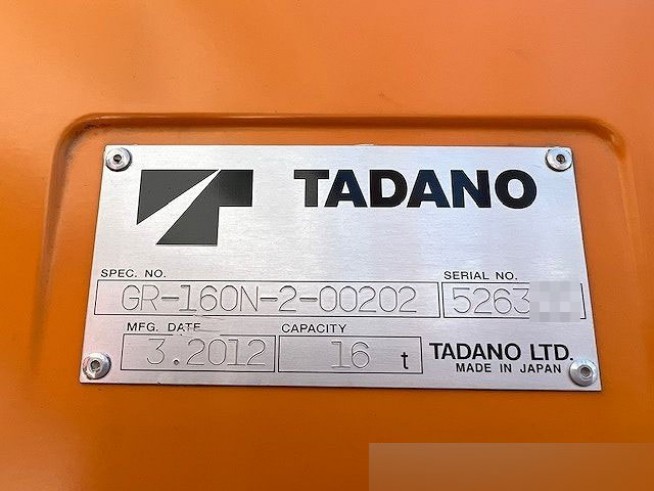 TADANO
SPEC. NO.
SERIAL NO.
GR-160N-2-00202
5263
MFG. DATE
CAPACITY
3.2012
16 t
TADANO LTD.
MADE IN JAPAN